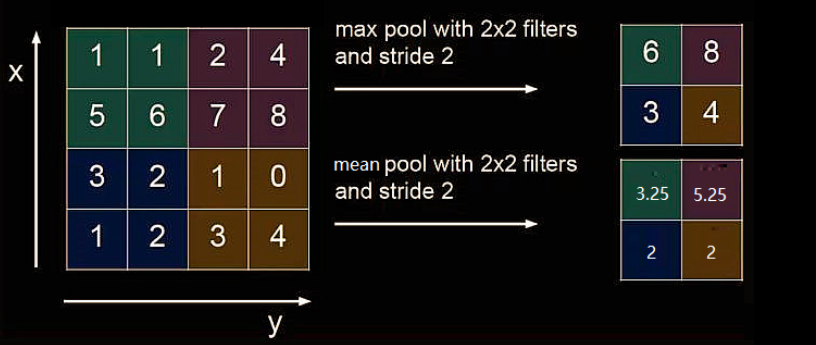 max pool with 2x2 filters
and stride 2
x
1 1 2 4
5 6 7 8
3 2 1 0
1 2 3 4
y
6 8
3 4
mean pool with 2x2 filters
and stride 2
3.25 5.25
2 2